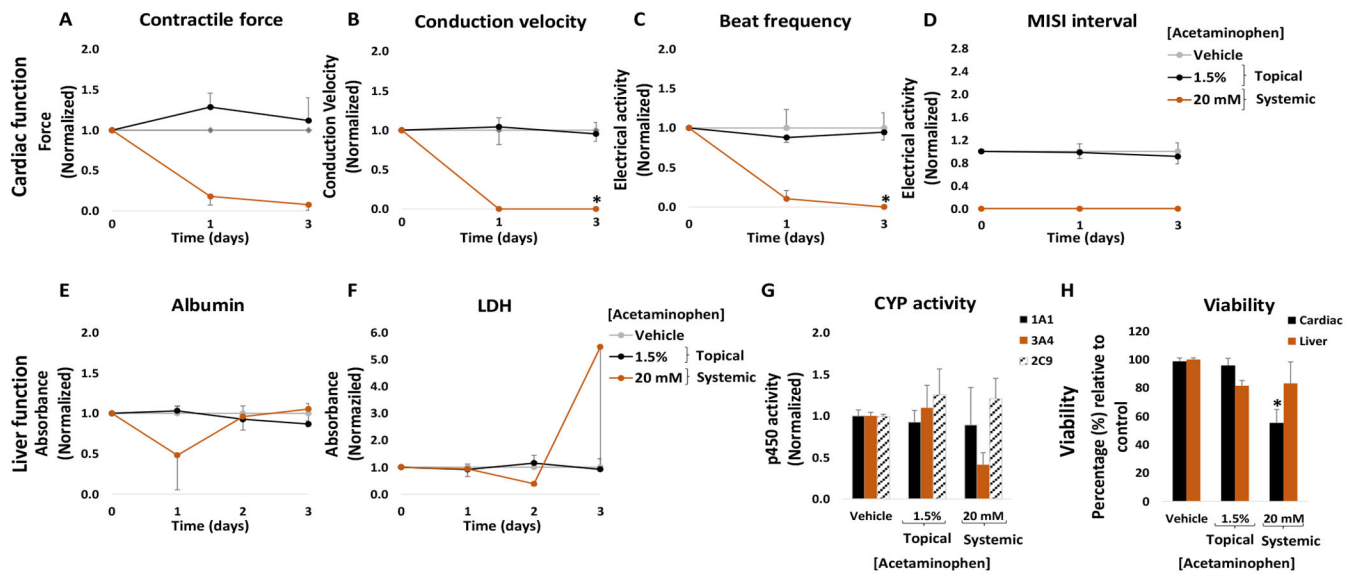 A
Contractile force
B
Conduction velocity
C
Beat frequency
D
MISI interval
Cardiac function
Force
(Normalized)
2.0
1.5
1.0
0.5
0.0
0
1
3
Time (days)
Conduction Velocity
(Normalized)
2.0
1.5
1.0
0.5
0.0
*
0
1
3
Time (days)
Electrical activity
(Normalized)
2.0
1.5
1.0
0.5
0.0
*
0
1
3
Time (days)
Electrical activity
(Normalized)
2.8
2.4
2.0
1.6
1.2
0.8
0.4
0.0
0
1
3
Time (days)
[Acetaminophen]
Vehicle
1.5% Topical
20 mM Systemic
E
Albumin
F
LDH
G
CYP activity
H
Viability
Liver function
Absorbance
(Normalized)
2.0
1.5
1.0
0.5
0.0
0
1
2
3
Time (days)
Absorbance
(Normaziled)
6.0
5.0
4.0
3.0
2.0
1.0
0.0
0
1
2
3
Time (days)
[Acetaminophen]
Vehicle
1.5% Topical
20 mM Systemic
p450 activity
(Normalized)
2.0
1.5
1.0
0.5
0.0
1A1
3A4
2C9
Vehicle
1.5%
20 mM
Topical
Systemic
[Acetaminophen]
Viability
Percentage (%) relative to
control
120
100
80
60
40
20
0
*
Cardiac
Liver
Vehicle
1.5%
20 mM
Topical
Systemic
[Acetaminophen]